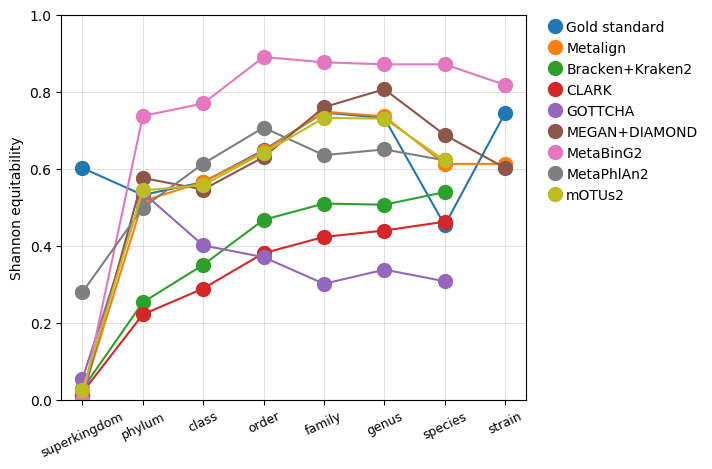 Shannon equitability
1.0
0.8
0.6
0.4
0.2
0.0
superkingdom
phylum
class
order
family
genus
species
strain
Gold standard
Metalign
Bracken+Kraken2
CLARK
GOTTCHA
MEGAN+DIAMOND
MetaBinG2
MetaPhlAn2
mOTUs2